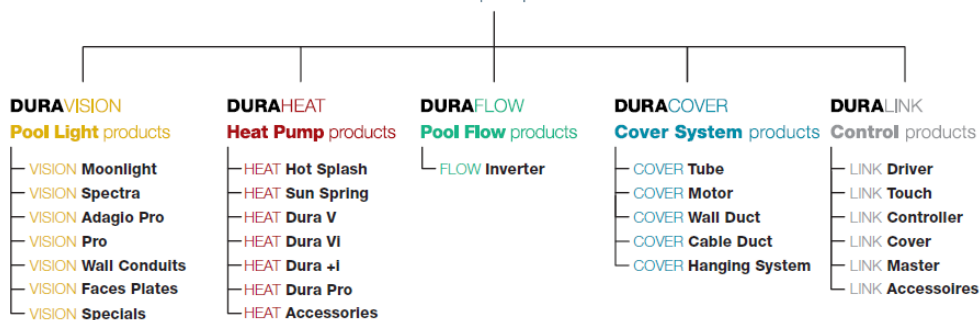 DURAVISION
Pool Light products
VISION Moonlight
VISION Spectra
VISION Adagio Pro
VISION Pro
VISION Wall Conduits
VISION Faces Plates
VISION Specials
DURAHEAT
Heat Pump products
HEAT Hot Splash
HEAT Sun Spring
HEAT Dura V
HEAT Dura Vi
HEAT Dura +i
HEAT Dura Pro
HEAT Accessories
DURAFLOW
Pool Flow products
FLOW Inverter
DURACOVER
Cover System products
COVER Tube
COVER Motor
COVER Wall Duct
COVER Cable Duct
COVER Hanging System
DURALINK
Control products
LINK Driver
LINK Touch
LINK Controller
LINK Cover
LINK Master
LINK Accessoires